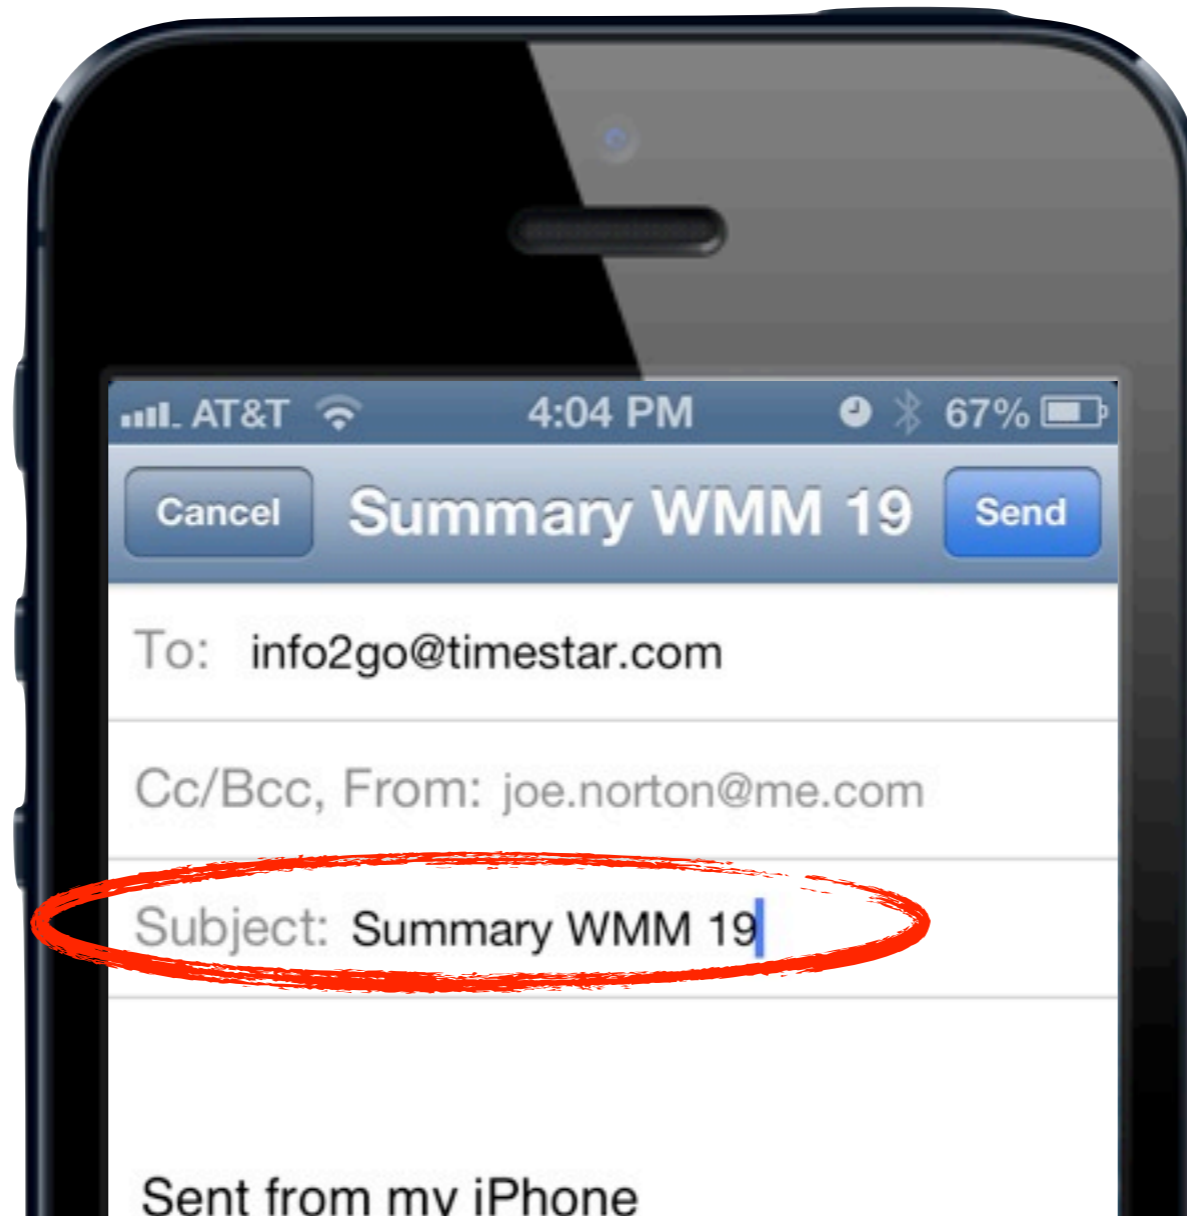 AT&T 4:04 PM 67%
Cancel Summary WMM 19 Send
To: info2go@timestar.com
Cc/Bcc, From: joe.norton@me.com
Subject: Summary WMM 19
Sent from my iPhone